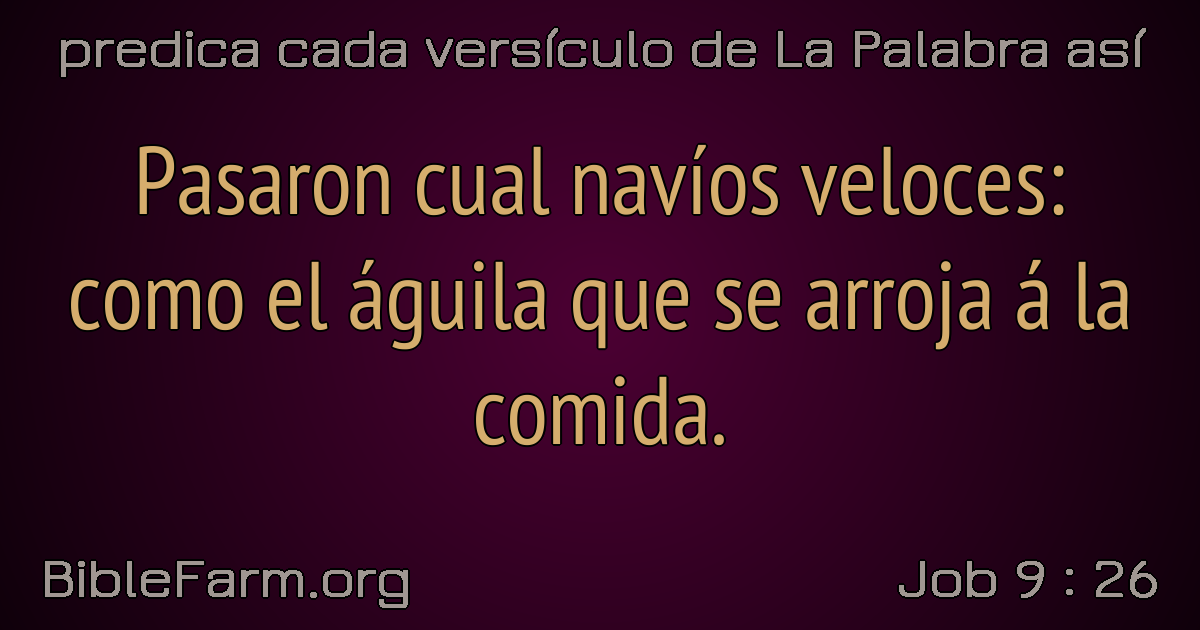 predica cada versículo de La Palabra así
Pasaron cual navíos veloces:
como el águila que se arroja á la
comida.
BibleFarm.org
Job 9 : 26